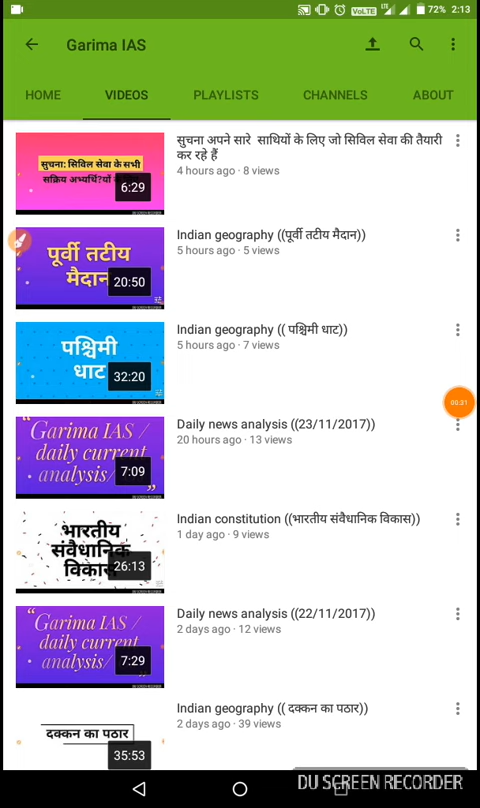 VoLTE 72% 2:13
Garima IAS
HOME VIDEOS PLAYLISTS CHANNELS ABOUT
सुचना: सिविल सेवा के सभी
सक्रिय
6:29
सुचना अपने सारे साथियों के लिए जो सिविल सेवा की तैयारी
कर रहे हैं
4 hours ago · 8 views
पूर्वी तटीय
मैदान
20:50
Indian geography ((पूर्वी तटीय मैदान))
5 hours ago · 5 views
पश्चिमी
धाट
32:20
Indian geography (( पश्चिमी धाट))
5 hours ago · 7 views
00:31
“Garima IAS /
daily current
analysis/
”
7:09
Daily news analysis ((23/11/2017))
20 hours ago · 13 views
भारतीय
संवैधानिक
विकास
26:13
Indian constitution ((भारतीय संवैधानिक विकास))
1 day ago · 9 views
“Garima IAS /
daily current
analysis/
”
7:29
Daily news analysis ((22/11/2017))
2 days ago · 12 views
दक्कन का पठार
35:53
Indian geography (( दक्कन का पठार))
2 days ago · 39 views
DU SCREEN RECORDER